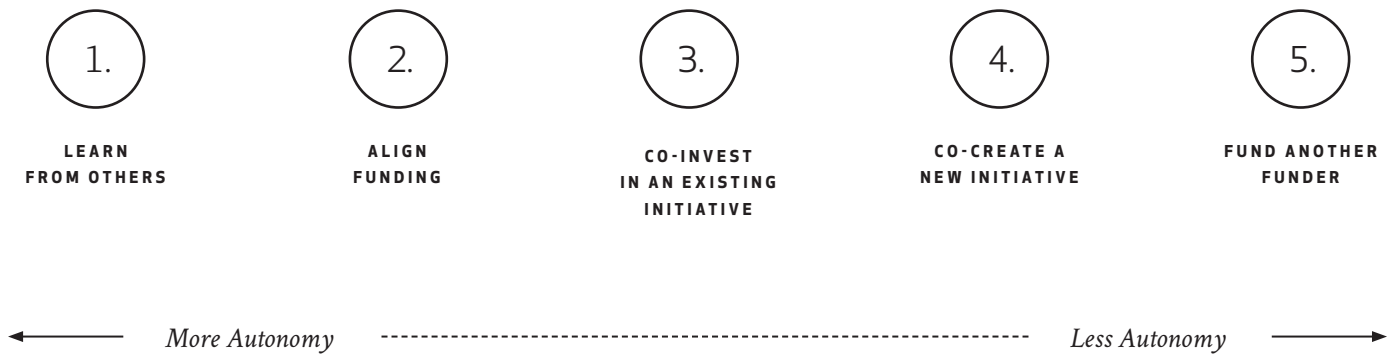 1.
2.
3.
4.
5.
LEARN
FROM OTHERS
ALIGN
FUNDING
CO-INVEST
IN AN EXISTING
INITIATIVE
CO-CREATE A
NEW INITIATIVE
FUND ANOTHER
FUNDER
More Autonomy
Less Autonomy